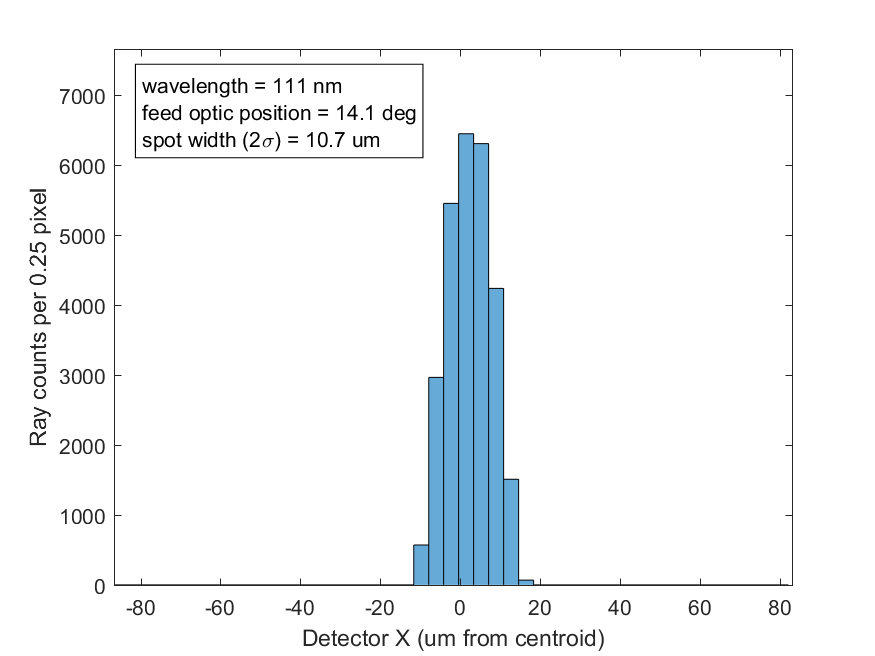 wavelength = 111 nm
feed optic position = 14.1 deg
spot width (2σ) = 10.7 um
7000
6000
5000
4000
3000
2000
1000
0
Ray counts per 0.25 pixel
-80 -60 -40 -20 0 20 40 60 80
Detector X (um from centroid)